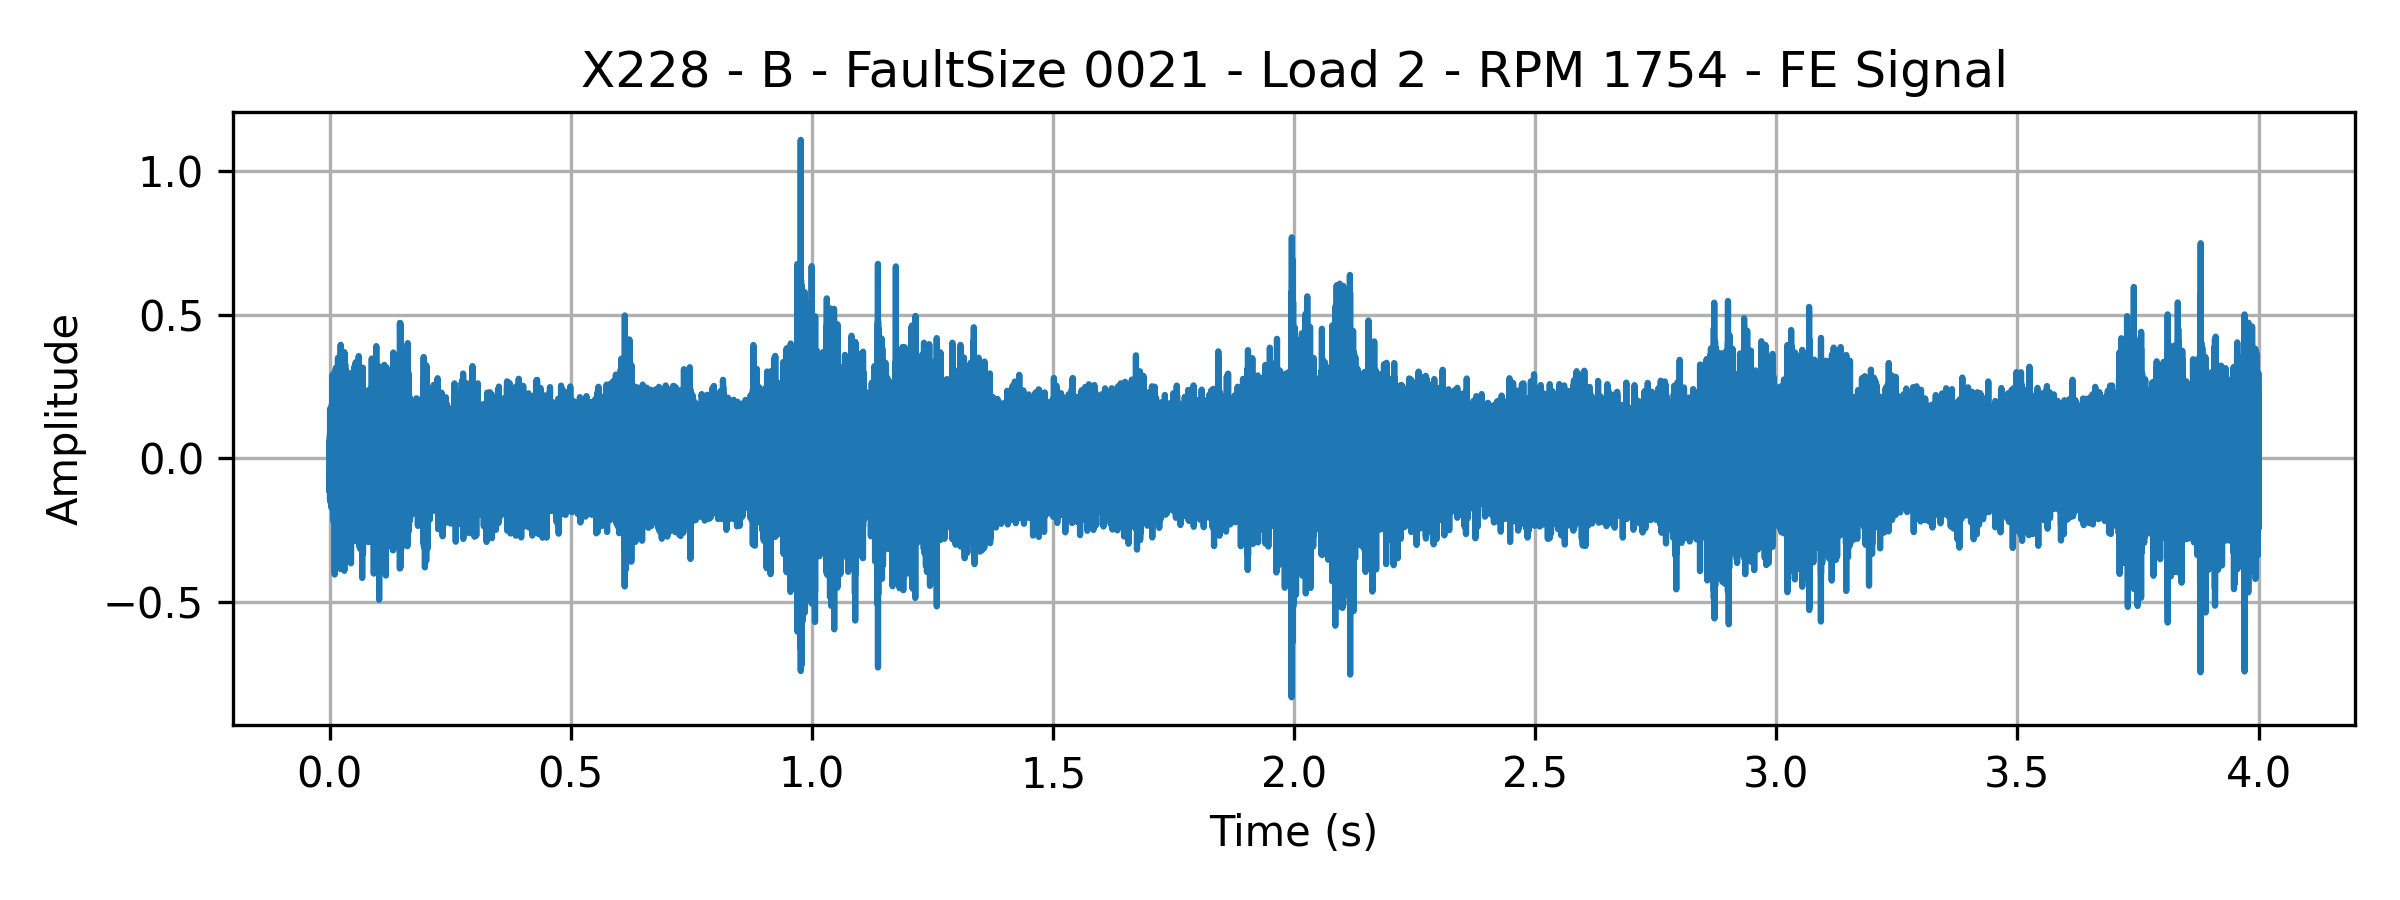 X228 - B - FaultSize 0021 - Load 2 - RPM 1754 - FE Signal
1.0
0.5
0.0
−0.5
Amplitude
0.0 0.5 1.0 1.5 2.0 2.5 3.0 3.5 4.0
Time (s)